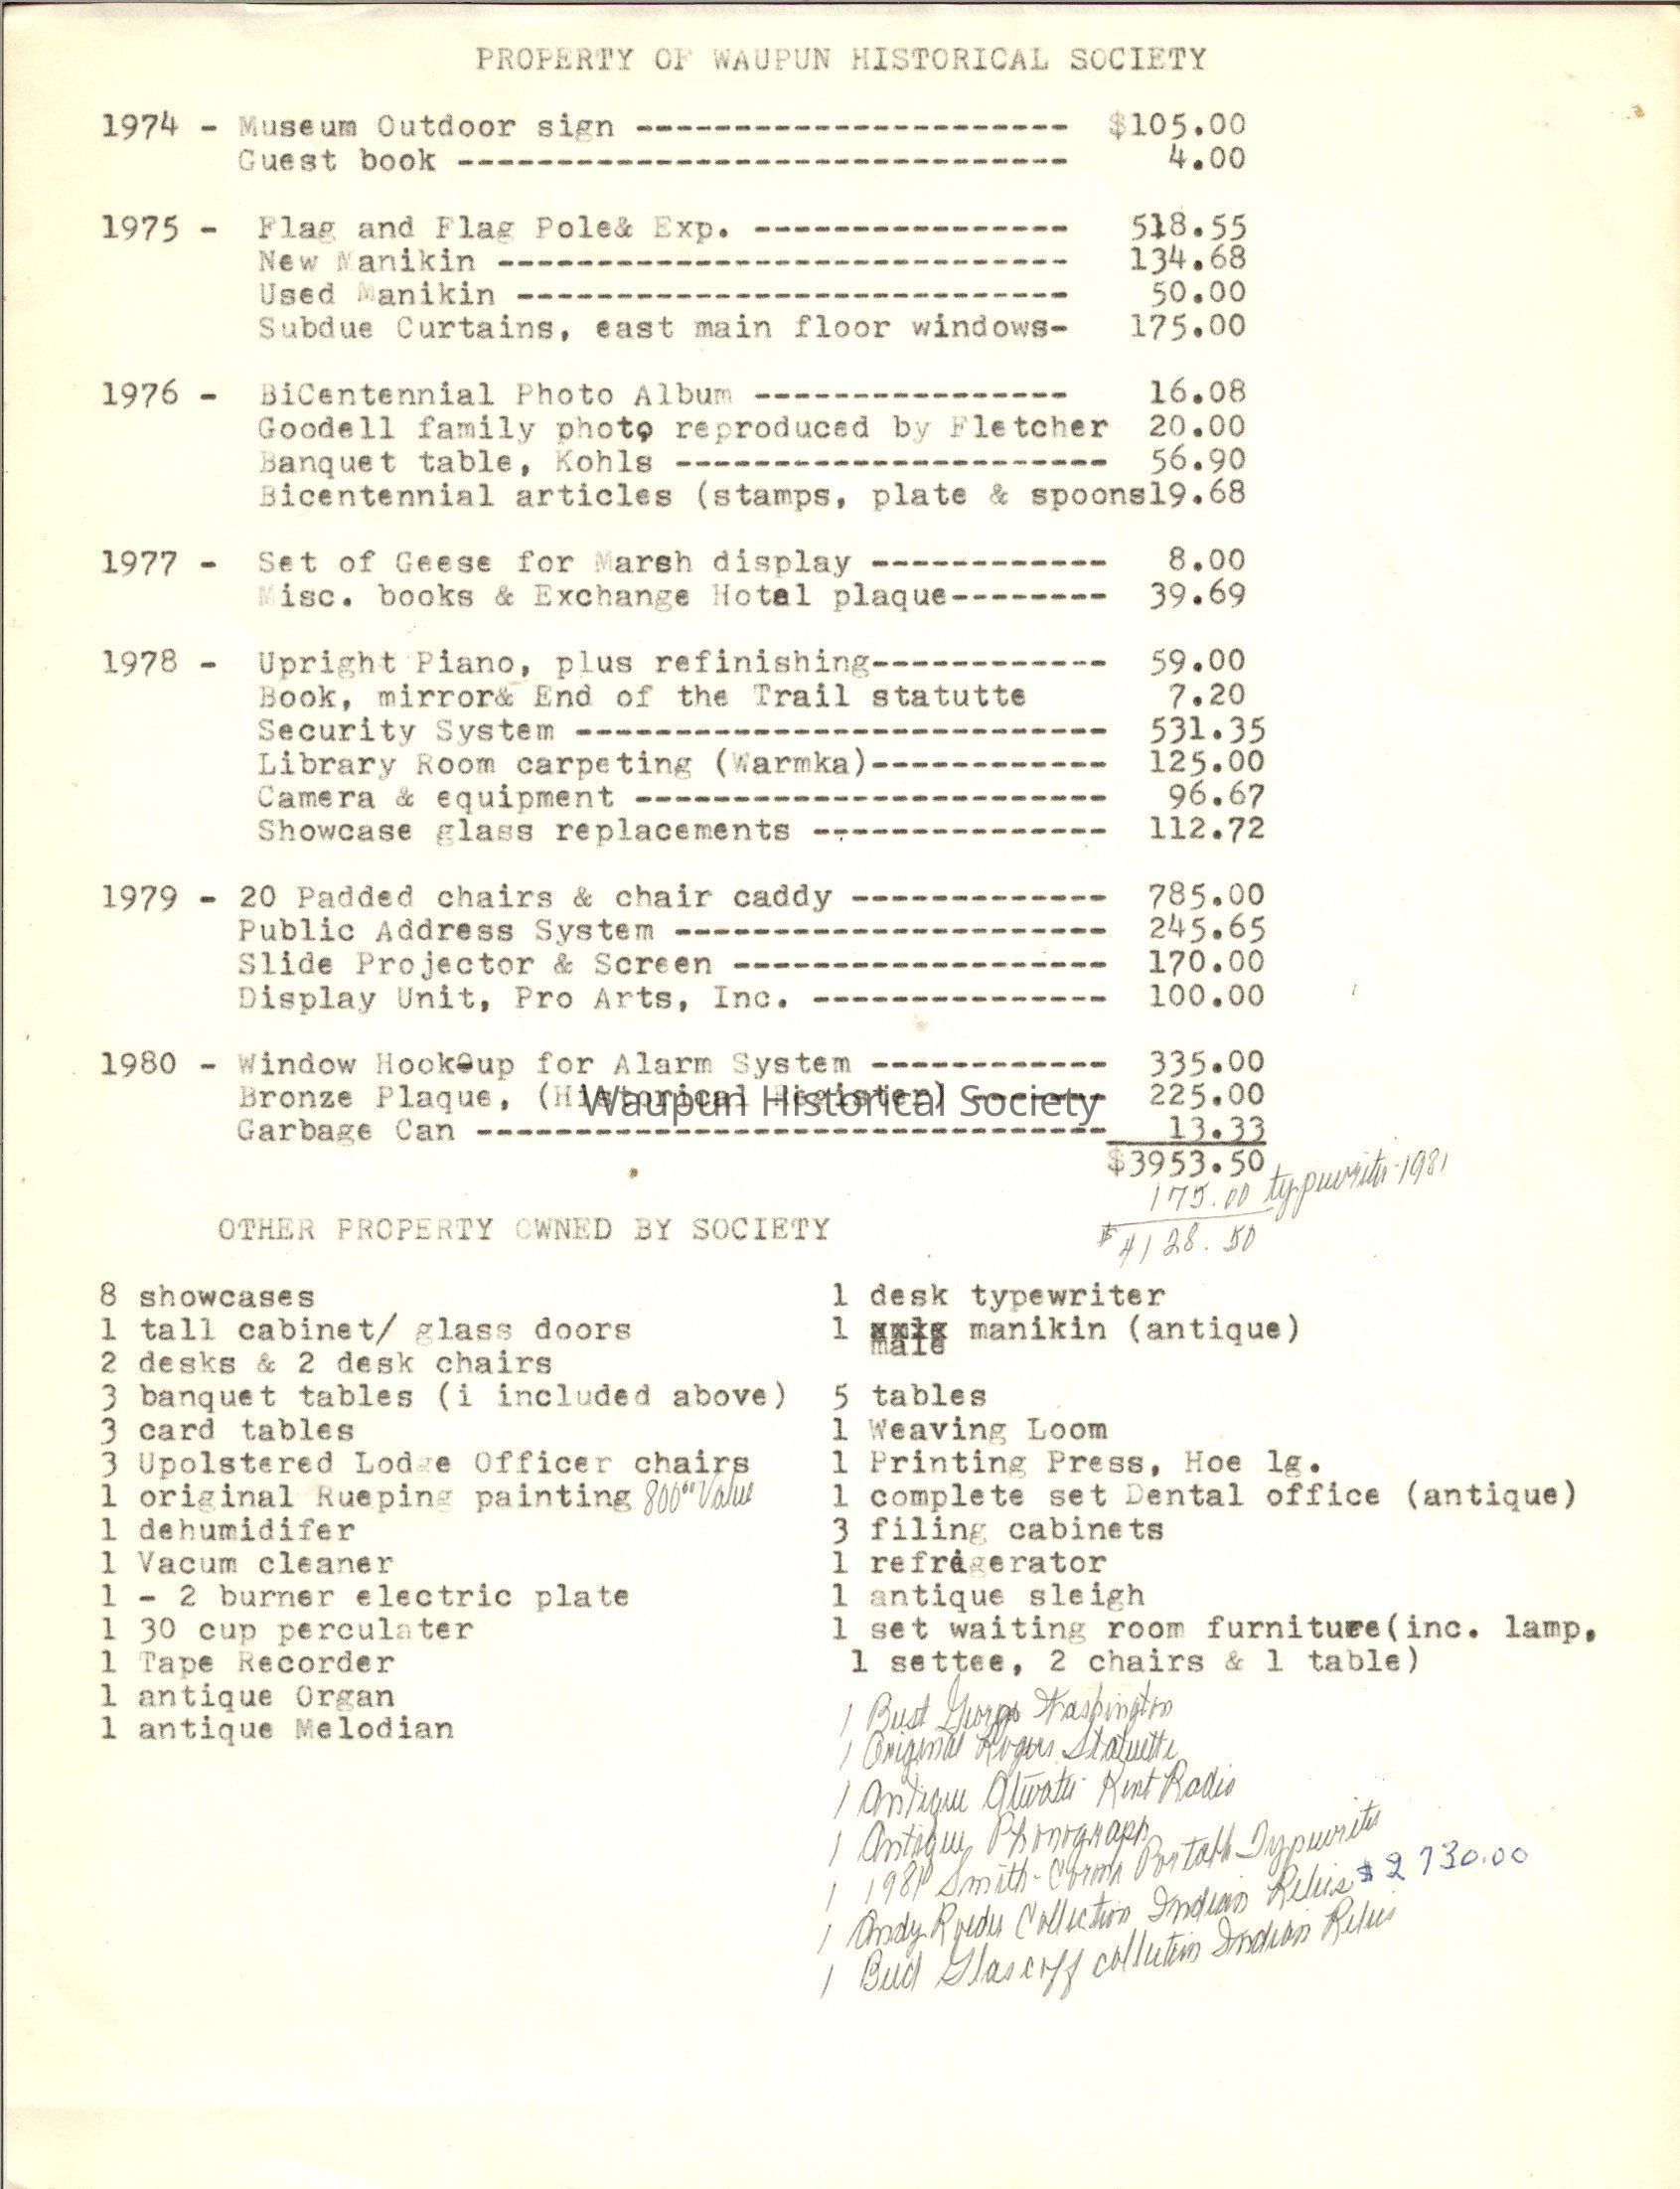 PROPERTY OF WAUPUN HISTORICAL SOCIETY
1974 - Museum Outdoor sign ---------------------- $105.00
Guest book ------------------------------- 4.00
1975 - Flag and Flag Pole& Exp. ---------------- 518.55
New Manikin ----------------------------- 134.68
Used Manikin ---------------------------- 50.00
Subdue Curtains, east main floor windows- 175.00
1976 - BiCentennial Photo Album ---------------- 16.08
Goodell family photo reproduced by Fletcher 20.00
Banquet table, Kohls ---------------------- 56.90
Bicentennial articles (stamps, plate & spoons19.68
1977 - Set of Geese for Marsh display ------------ 8.00
Misc. books & Exchange Hotel plaque-------- 39.69
1978 - Upright Piano, plus refinishing------------ 59.00
Book, mirror& End of the Trail statutte 7.20
Security System --------------------------- 531.35
Library Room carpeting (Warmka)------------ 125.00
Camera & equipment ------------------------ 96.67
Showcase glass replacements --------------- 112.72
1979 - 20 Padded chairs & chair caddy ------------- 785.00
Public Address System ---------------------- 245.65
Slide Projector & Screen ------------------- 170.00
Display Unit, Pro Arts, Inc. --------------- 100.00
1980 - Window Hook-up for Alarm System ------------ 335.00
Bronze Plaque, (Historical Register) ------- 225.00
Waupun Historical Society
Garbage Can -------------------------------- 13.33
$3953.50
175.00 typewriter-1981
$4128.50
OTHER PROPERTY OWNED BY SOCIETY
8 showcases
1 tall cabinet/ glass doors
2 desks & 2 desk chairs
3 banquet tables (i included above)
3 card tables
3 Upolstered Lodge Officer chairs
1 original Rueping painting 800⁰⁰ Value
1 dehumidifer
1 Vacum cleaner
1 - 2 burner electric plate
1 30 cup perculater
1 Tape Recorder
1 antique Organ
1 antique Melodian
1 desk typewriter
1 manikin (antique)
male
5 tables
1 Weaving Loom
1 Printing Press, Hoe lg.
1 complete set Dental office (antique)
3 filing cabinets
1 refrigerator
1 antique sleigh
1 set waiting room furniture(inc. lamp,
1 settee, 2 chairs & 1 table)
1 Bust George Washington
1 Original Rogers Statuette
1 Antique Atwater Kent Radio
1 Antique Phonograph
1 1981 Smith-Corona Portable Typewriter
1 Andy Roeder Collection Indian Relics $2730.00
1 Bud Glascoff collection Indian Relics